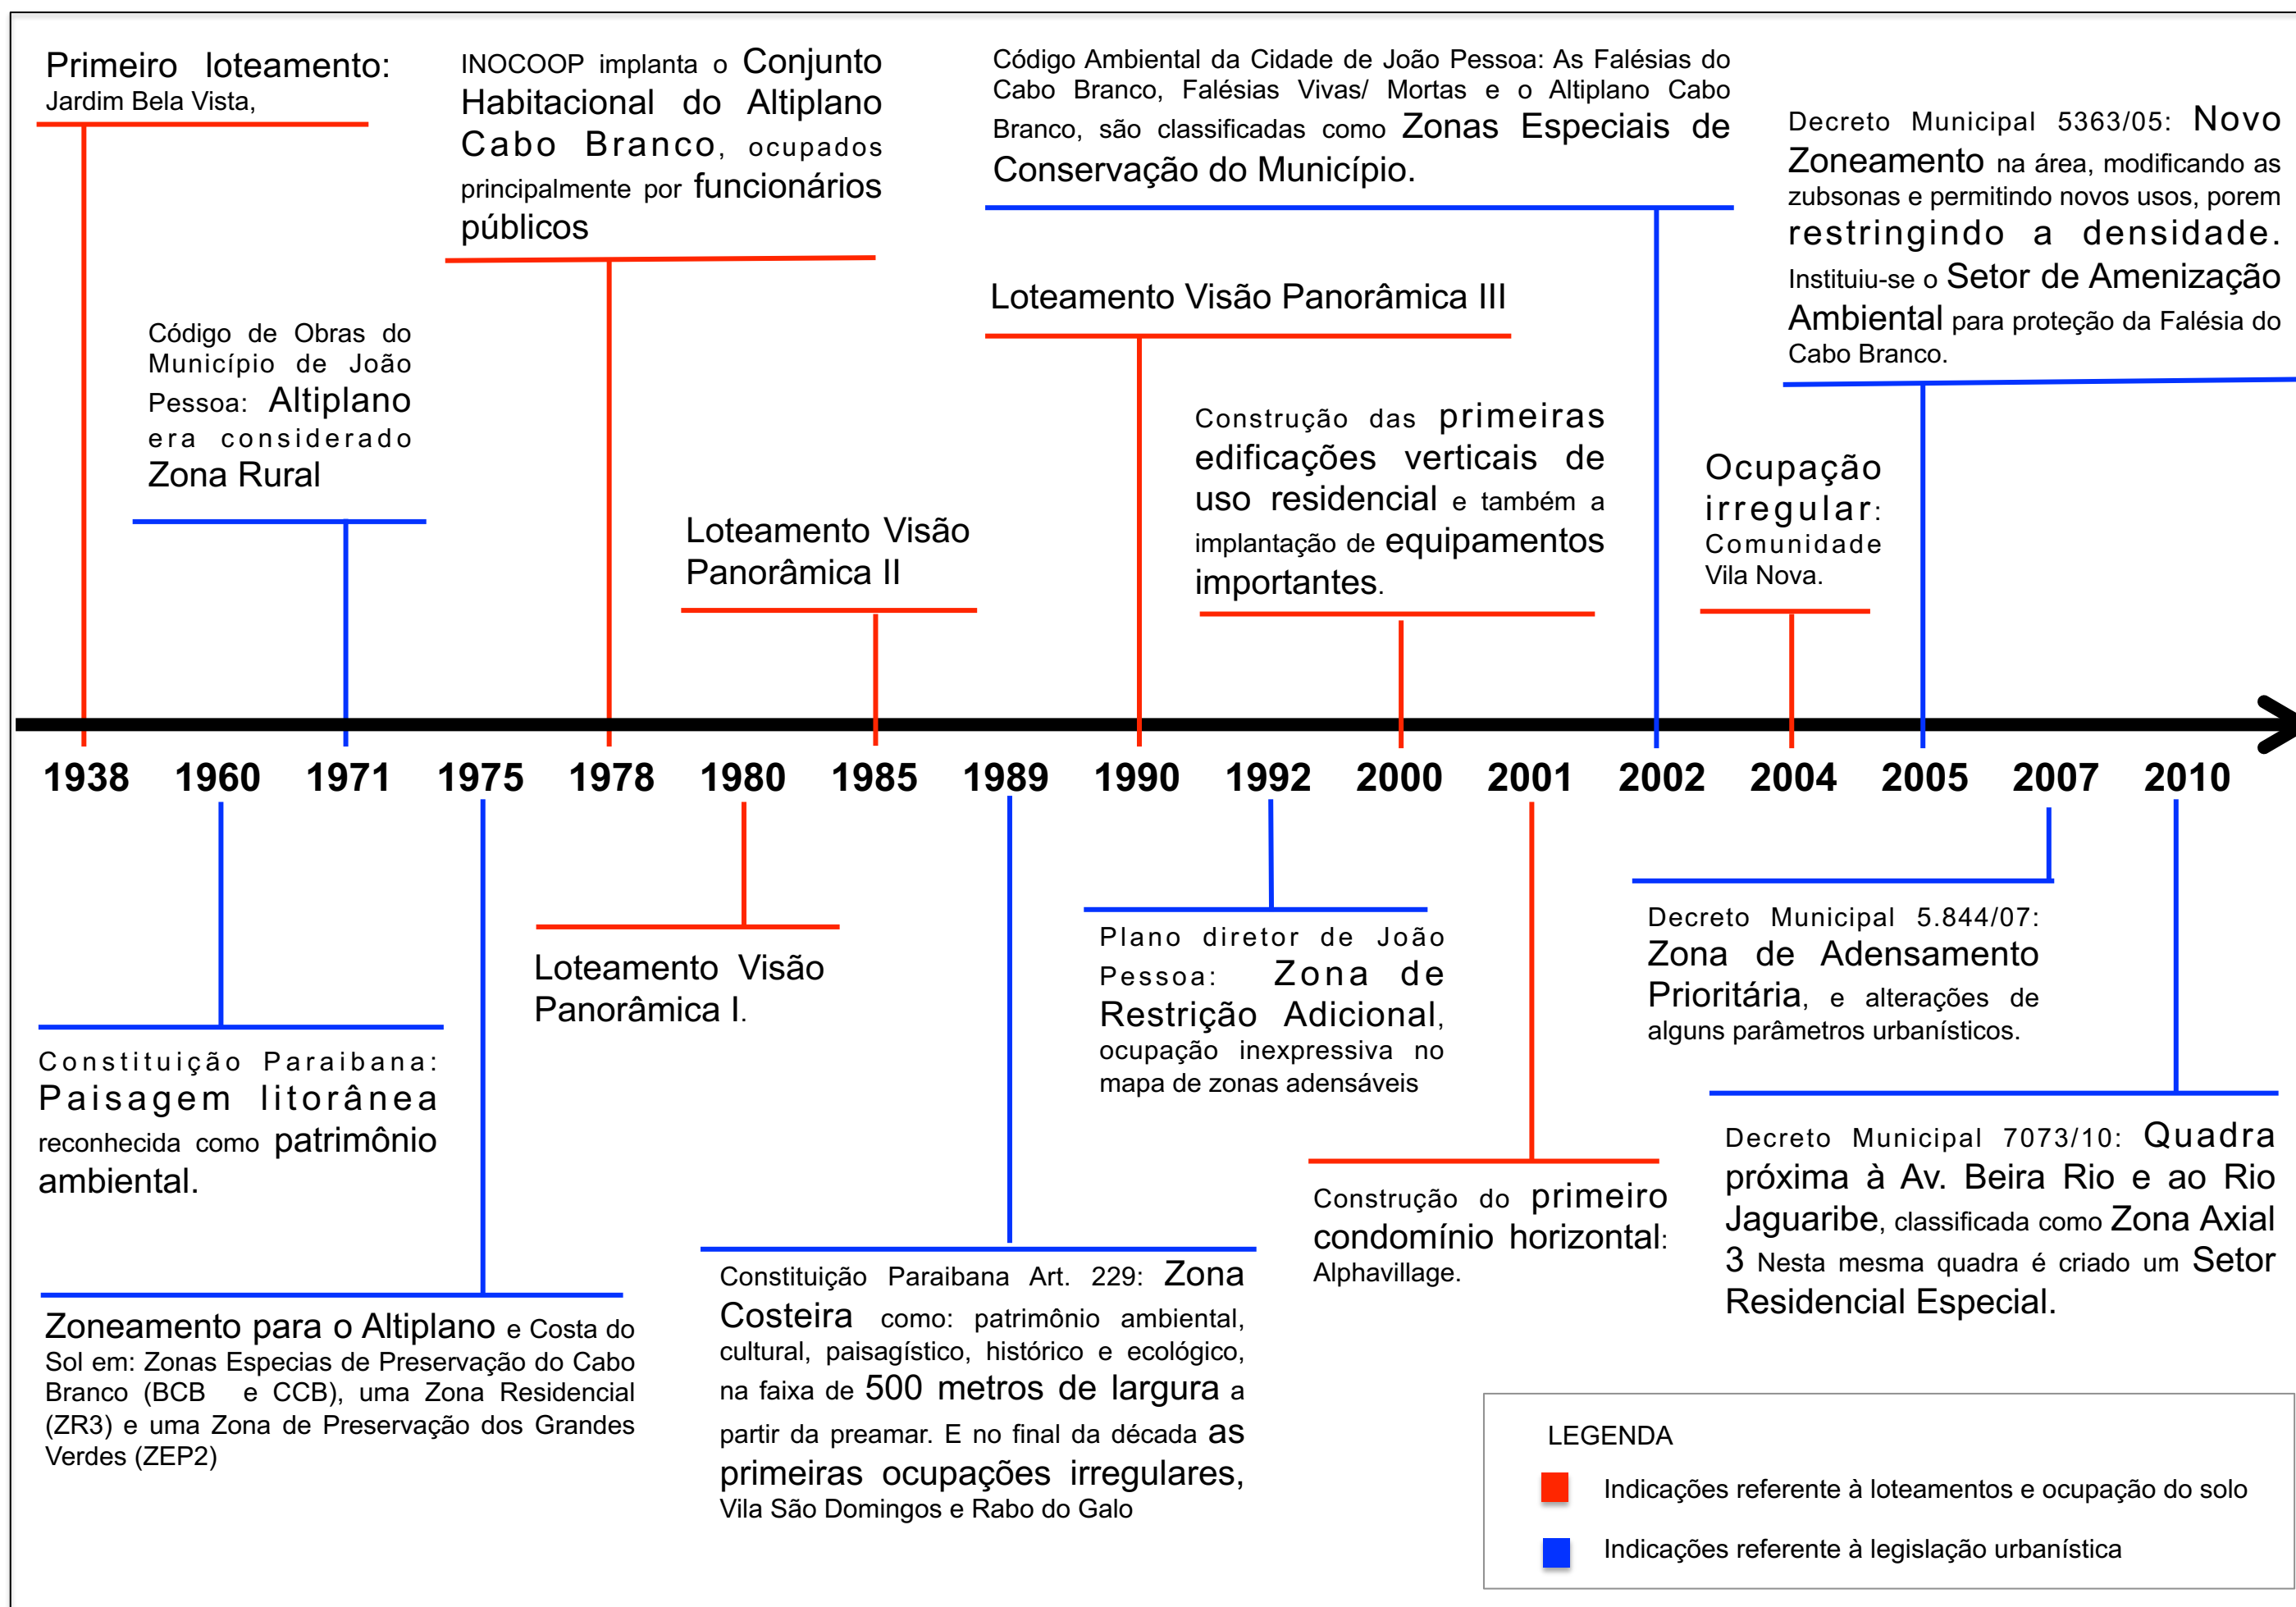 Primeiro loteamento:
Jardim Bela Vista,
INOCOOP implanta o Conjunto
Habitacional do Altiplano
Cabo Branco, ocupados
principalmente por funcionários
públicos
Código Ambiental da Cidade de João Pessoa: As Falésias do
Cabo Branco, Falésias Vivas/ Mortas e o Altiplano Cabo
Branco, são classificadas como Zonas Especiais de
Conservação do Município.
Decreto Municipal 5363/05: Novo
Zoneamento na área, modificando as
zubsonas e permitindo novos usos, porem
restringindo a densidade.
Instituiu-se o Setor de Amenização
Ambiental para proteção da Falésia do
Cabo Branco.
Código de Obras do
Município de João
Pessoa: Altiplano
era considerado
Zona Rural
Loteamento Visão
Panorâmica II
Loteamento Visão Panorâmica III
Construção das primeiras
edificações verticais de
uso residencial e também a
implantação de equipamentos
importantes.
Ocupação
irregular:
Comunidade
Vila Nova.
1938 1960 1971 1975 1978 1980 1985 1989 1990 1992 2000 2001 2002 2004 2005 2007 2010
Constituição Paraibana:
Paisagem litorânea
reconhecida como patrimônio
ambiental.
Zoneamento para o Altiplano e Costa do
Sol em: Zonas Especias de Preservação do Cabo
Branco (BCB e CCB), uma Zona Residencial
(ZR3) e uma Zona de Preservação dos Grandes
Verdes (ZEP2)
Loteamento Visão
Panorâmica I.
Constituição Paraibana Art. 229: Zona
Costeira como: patrimônio ambiental,
cultural, paisagístico, histórico e ecológico,
na faixa de 500 metros de largura a
partir da preamar. E no final da década as
primeiras ocupações irregulares,
Vila São Domingos e Rabo do Galo
Plano diretor de João
Pessoa: Zona de
Restrição Adicional,
ocupação inexpressiva no
mapa de zonas adensáveis
Construção do primeiro
condomínio horizontal:
Alphavillage.
Decreto Municipal 5.844/07:
Zona de Adensamento
Prioritária, e alterações de
alguns parâmetros urbanísticos.
Decreto Municipal 7073/10: Quadra
próxima à Av. Beira Rio e ao Rio
Jaguaribe, classificada como Zona Axial
3 Nesta mesma quadra é criado um Setor
Residencial Especial.
LEGENDA
Indicações referente à loteamentos e ocupação do solo
Indicações referente à legislação urbanística